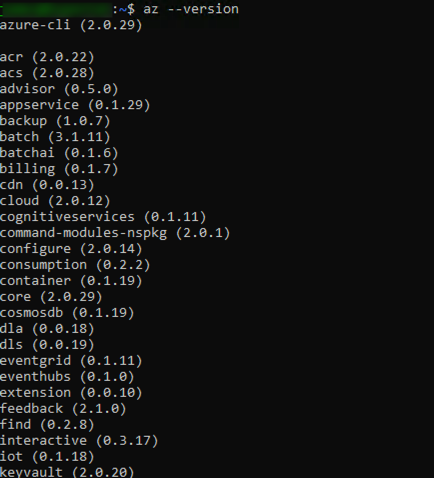 :~$ az --version
azure-cli (2.0.29)
acr (2.0.22)
acs (2.0.28)
advisor (0.5.0)
appservice (0.1.29)
backup (1.0.7)
batch (3.1.11)
batchai (0.1.6)
billing (0.1.7)
cdn (0.0.13)
cloud (2.0.12)
cognitiveservices (0.1.11)
command-modules-nspkg (2.0.1)
configure (2.0.14)
consumption (0.2.2)
container (0.1.19)
core (2.0.29)
cosmosdb (0.1.19)
dla (0.0.18)
dls (0.0.19)
eventgrid (0.1.11)
eventhubs (0.1.0)
extension (0.0.10)
feedback (2.1.0)
find (0.2.8)
interactive (0.3.17)
iot (0.1.18)
keyvault (2.0.20)